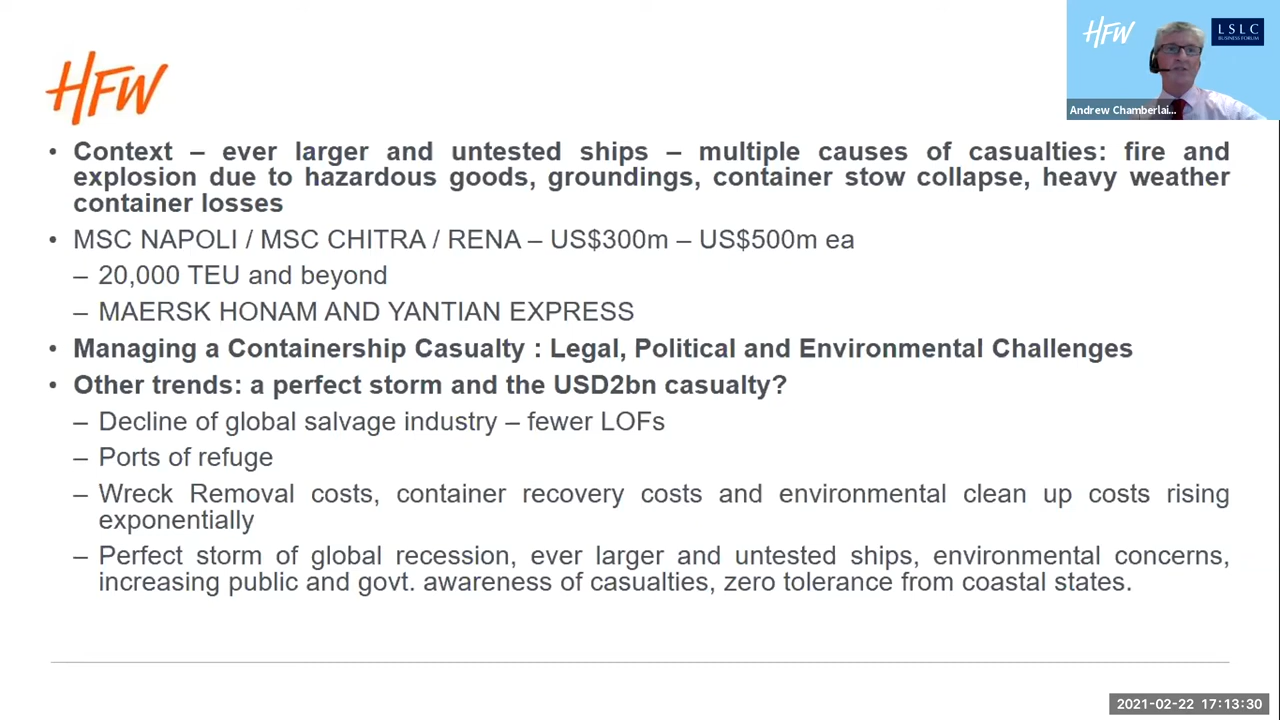 HFW
HFW
LSLC
BUSINESS FORUM
Andrew Chamberlai...
• Context – ever larger and untested ships – multiple causes of casualties: fire and
explosion due to hazardous goods, groundings, container stow collapse, heavy weather
container losses
• MSC NAPOLI / MSC CHITRA / RENA – US$300m – US$500m ea
– 20,000 TEU and beyond
– MAERSK HONAM AND YANTIAN EXPRESS
• Managing a Containership Casualty : Legal, Political and Environmental Challenges
• Other trends: a perfect storm and the USD2bn casualty?
– Decline of global salvage industry – fewer LOFs
– Ports of refuge
– Wreck Removal costs, container recovery costs and environmental clean up costs rising
exponentially
– Perfect storm of global recession, ever larger and untested ships, environmental concerns,
increasing public and govt. awareness of casualties, zero tolerance from coastal states.
2021-02-22 17:13:30